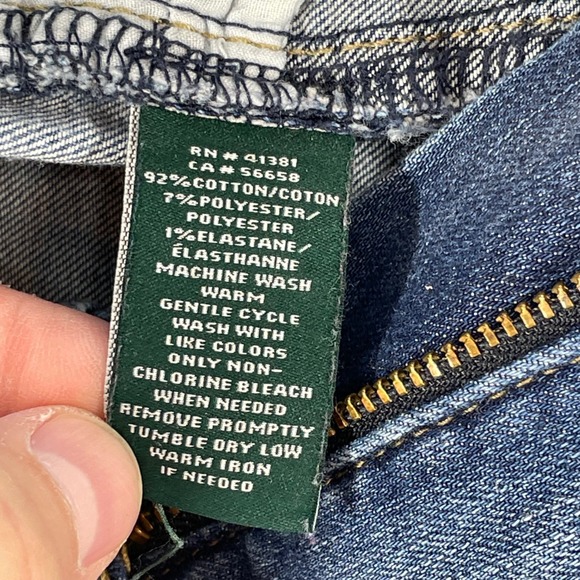 RN # 41381
CA # 56658
92%COTTON/COTON
7%POLYESTER/
POLYESTER
1%ELASTANE/
ÉLASTHANNE
MACHINE WASH
WARM
GENTLE CYCLE
WASH WITH
LIKE COLORS
ONLY NON-
CHLORINE BLEACH
WHEN NEEDED
REMOVE PROMPTLY
TUMBLE DRY LOW
WARM IRON
IF NEEDED